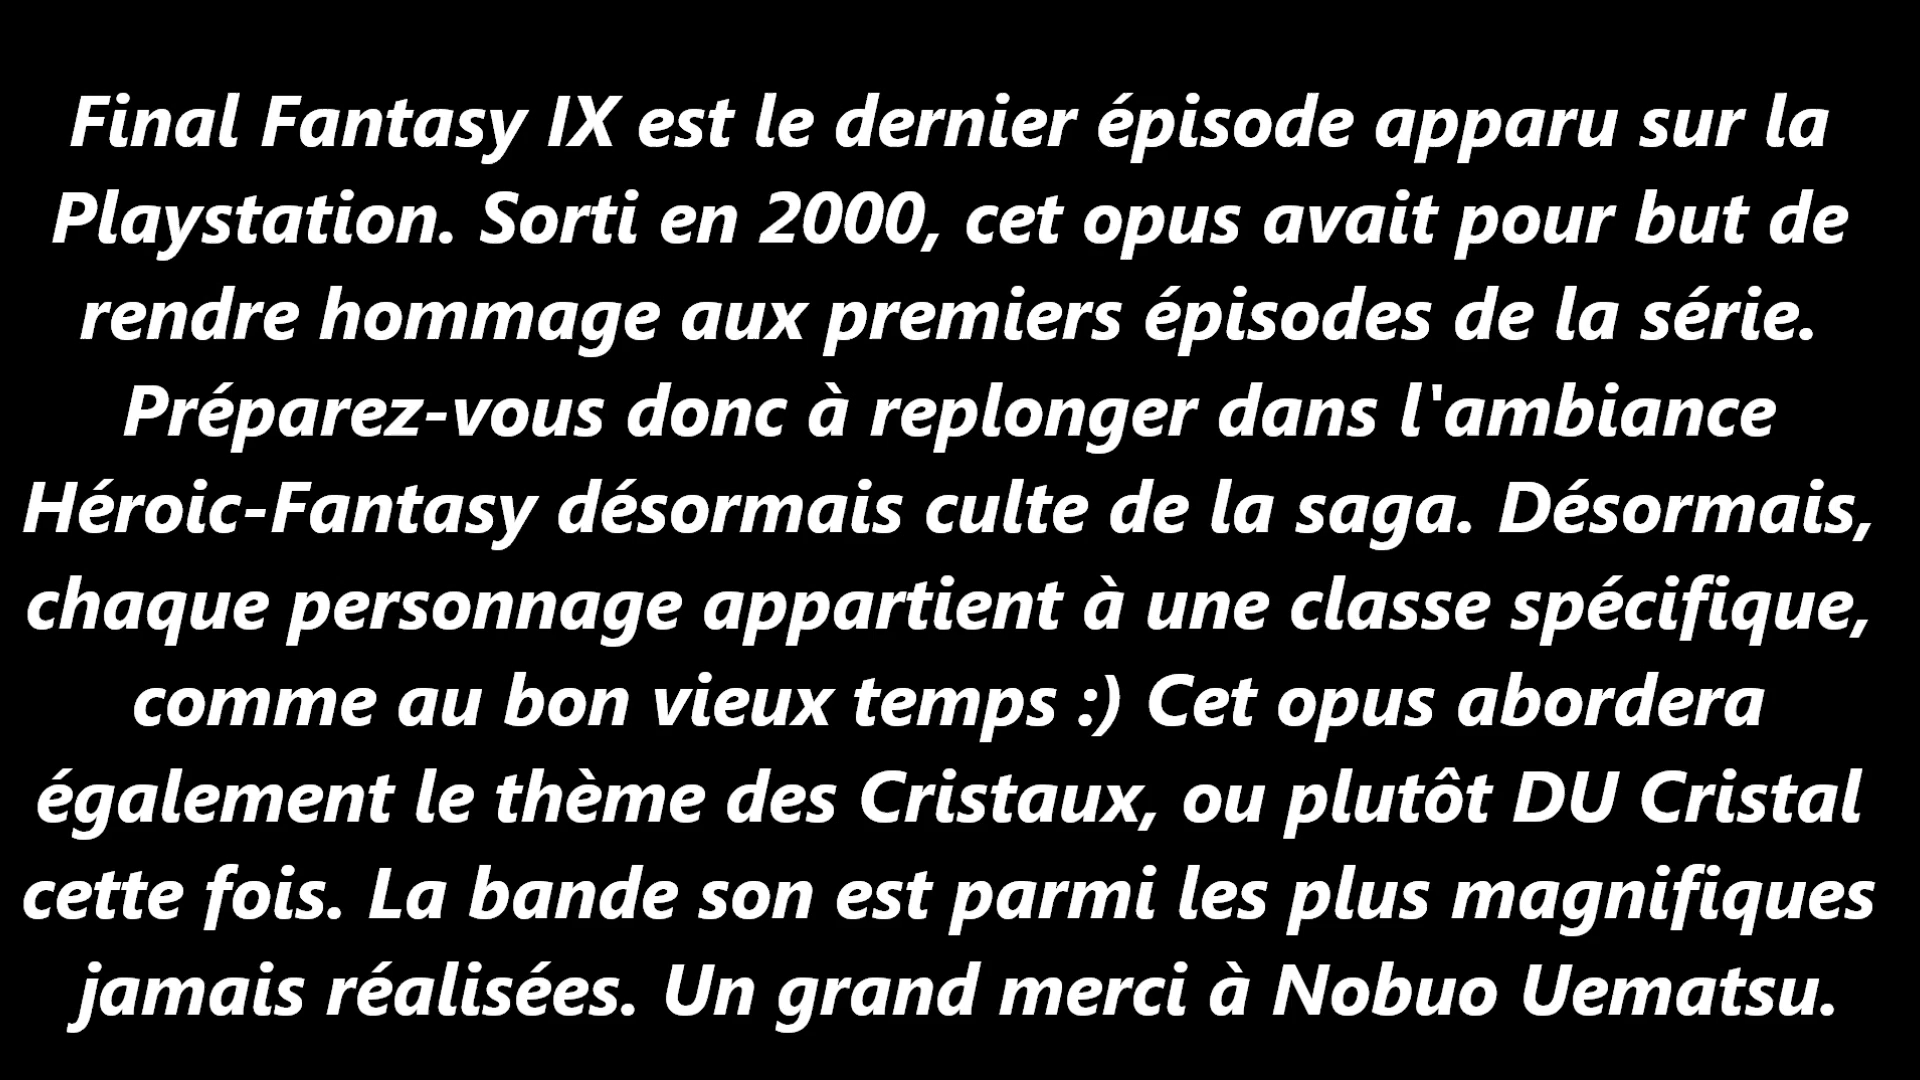 Final Fantasy IX est le dernier épisode apparu sur la
Playstation. Sorti en 2000, cet opus avait pour but de
rendre hommage aux premiers épisodes de la série.
Préparez-vous donc à replonger dans l'ambiance
Héroic-Fantasy désormais culte de la saga. Désormais,
chaque personnage appartient à une classe spécifique,
comme au bon vieux temps :) Cet opus abordera
également le thème des Cristaux, ou plutôt DU Cristal
cette fois. La bande son est parmi les plus magnifiques
jamais réalisées. Un grand merci à Nobuo Uematsu.